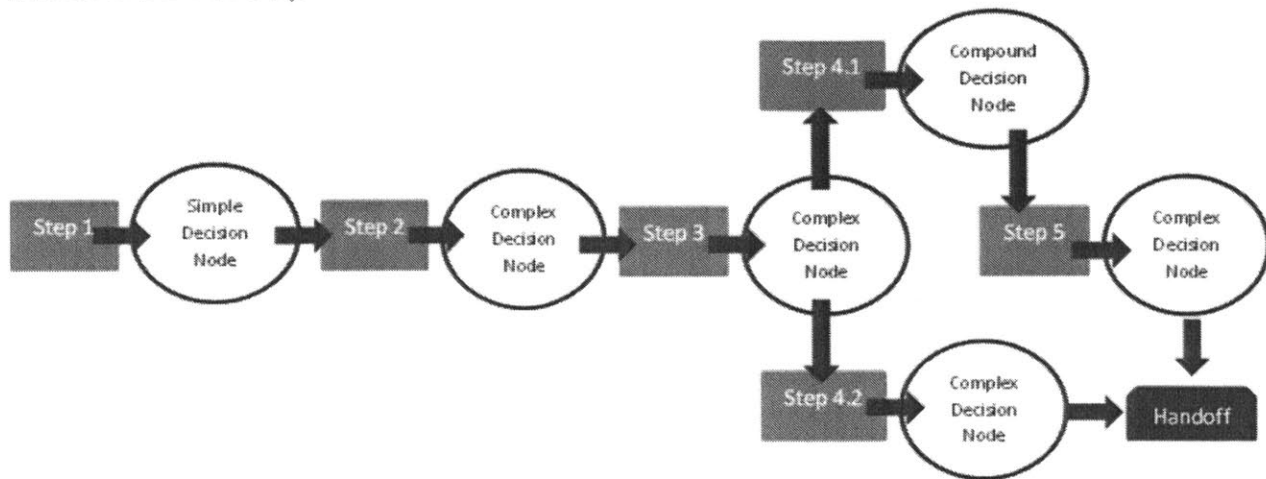 Step 1
Simple
Decision
Node
Step 2
Complex
Decision
Node
Step 3
Complex
Decision
Node
Step 4.1
Compound
Decision
Node
Step 5
Complex
Decision
Node
Step 4.2
Complex
Decision
Node
Handoff